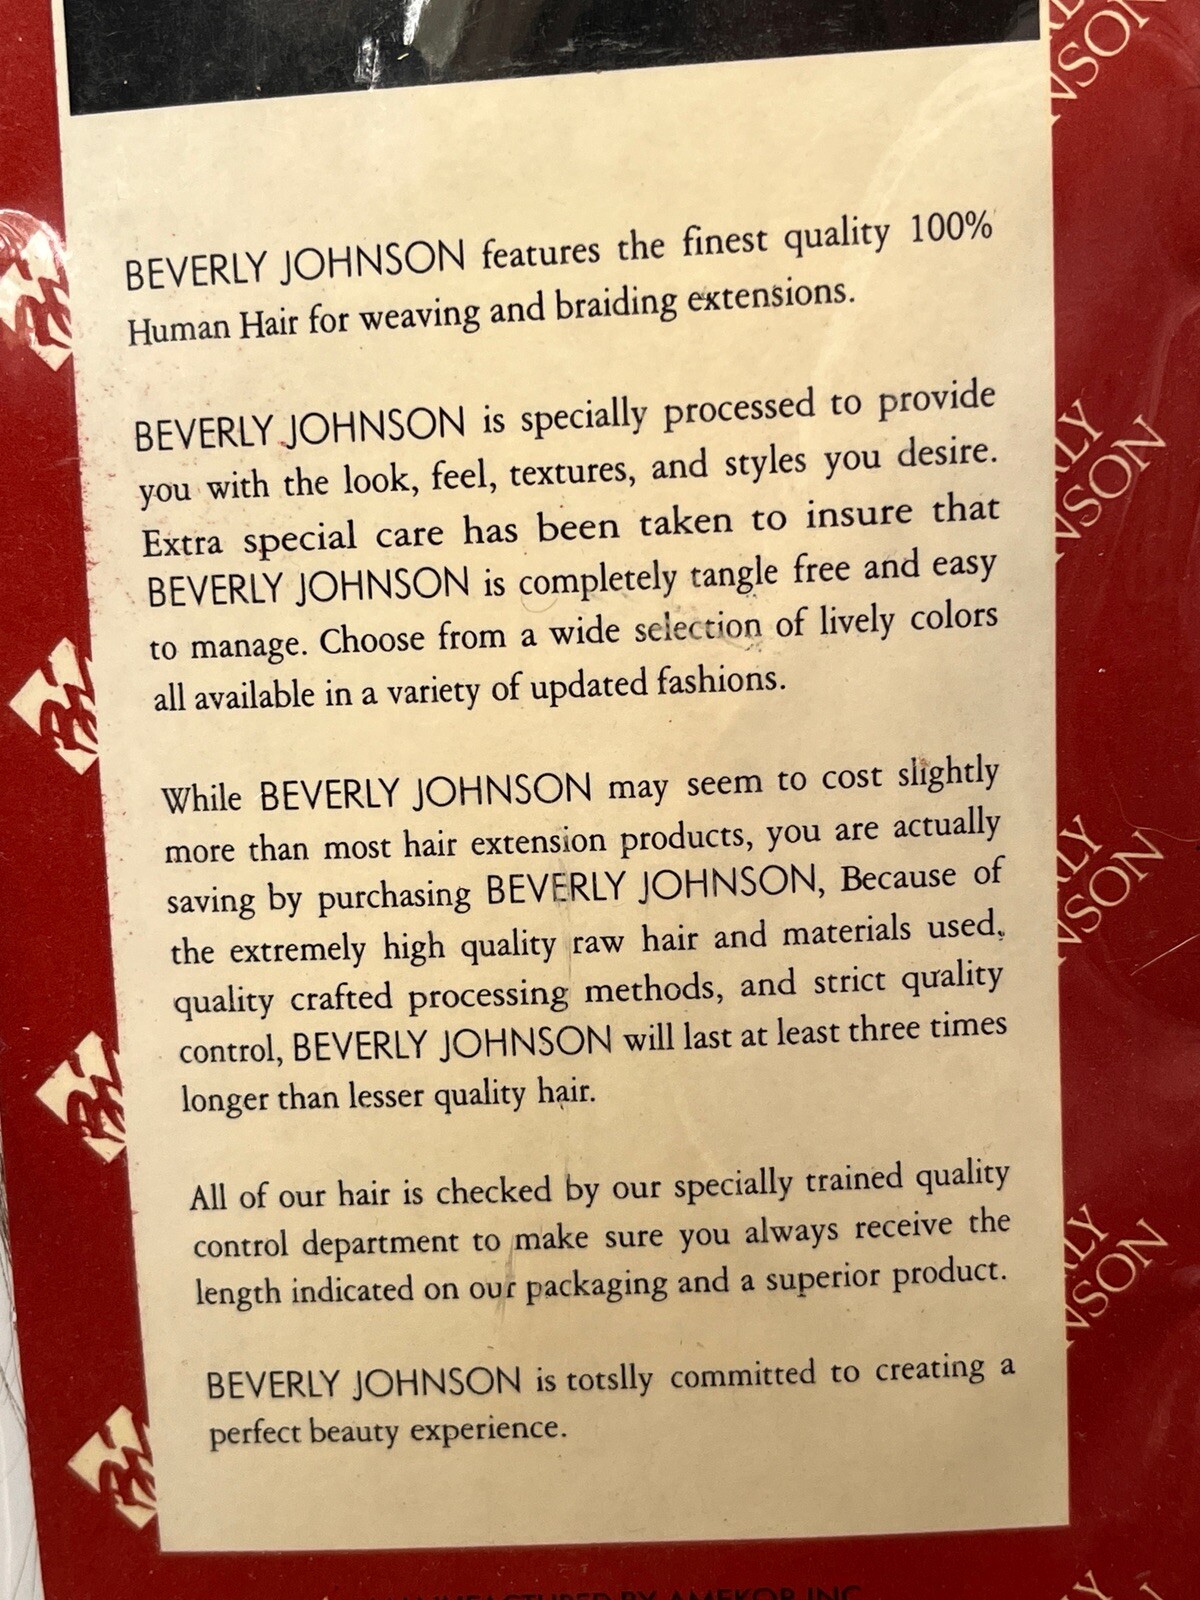 BEVERLY JOHNSON features the finest quality 100%
Human Hair for weaving and braiding extensions.
BEVERLY JOHNSON is specially processed to provide
you with the look, feel, textures, and styles you desire.
Extra special care has been taken to insure that
BEVERLY JOHNSON is completely tangle free and easy
to manage. Choose from a wide selection of lively colors
all available in a variety of updated fashions.
While BEVERLY JOHNSON may seem to cost slightly
more than most hair extension products, you are actually
saving by purchasing BEVERLY JOHNSON, Because of
the extremely high quality raw hair and materials used,
quality crafted processing methods, and strict quality
control, BEVERLY JOHNSON will last at least three times
longer than lesser quality hair.
All of our hair is checked by our specially trained quality
control department to make sure you always receive the
length indicated on our packaging and a superior product.
BEVERLY JOHNSON is totslly committed to creating a
perfect beauty experience.